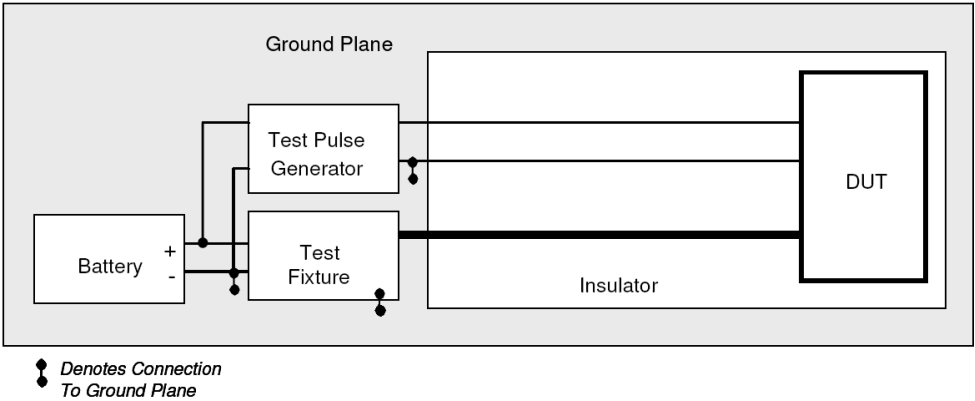 Ground Plane
Test Pulse
Generator
DUT
Battery
+
-
Test
Fixture
Insulator
Denotes Connection
To Ground Plane